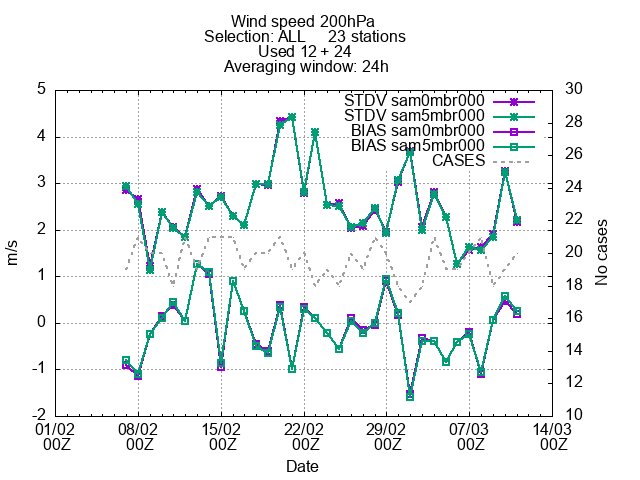 Wind speed 200hPa
Selection: ALL 23 stations
Used 12 + 24
Averaging window: 24h
STDV sam0mbr000
STDV sam5mbr000
BIAS sam0mbr000
BIAS sam5mbr000
CASES
5
4
3
2
1
0
-1
-2
m/s
30
28
26
24
22
20
18
16
14
12
10
No cases
01/02 08/02 15/02 22/02 29/02 07/03 14/03
00Z 00Z 00Z 00Z 00Z 00Z 00Z
Date